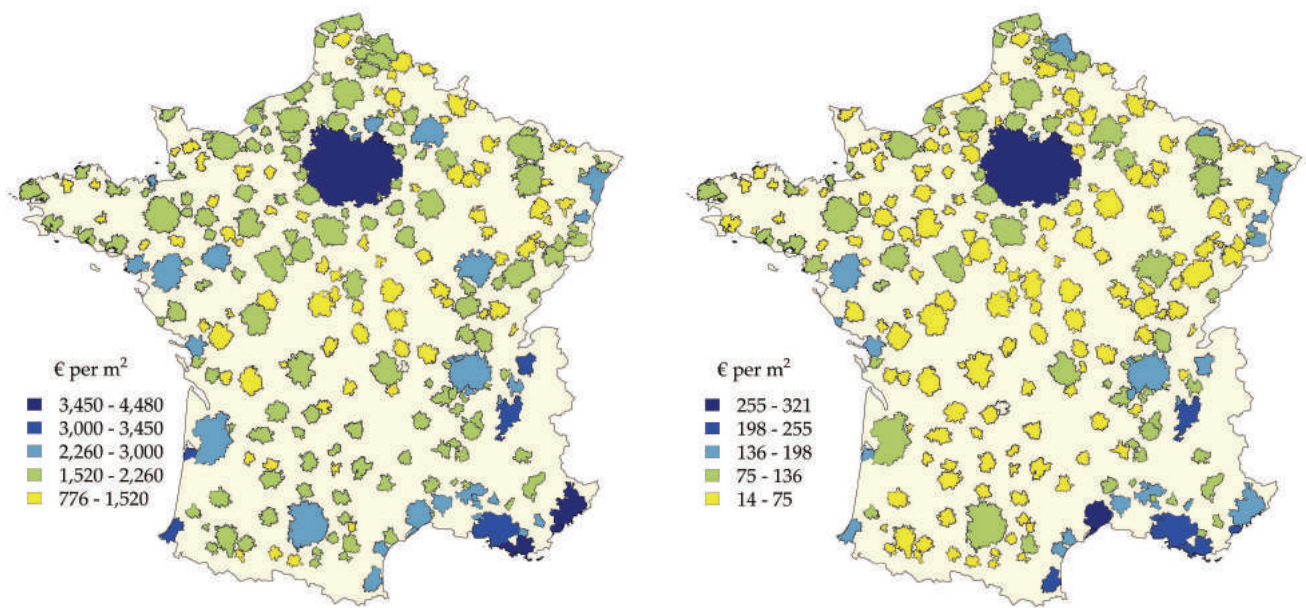 € per m²
3,450 - 4,480
3,000 - 3,450
2,260 - 3,000
1,520 - 2,260
776 - 1,520
€ per m²
255 - 321
198 - 255
136 - 198
75 - 136
14 - 75